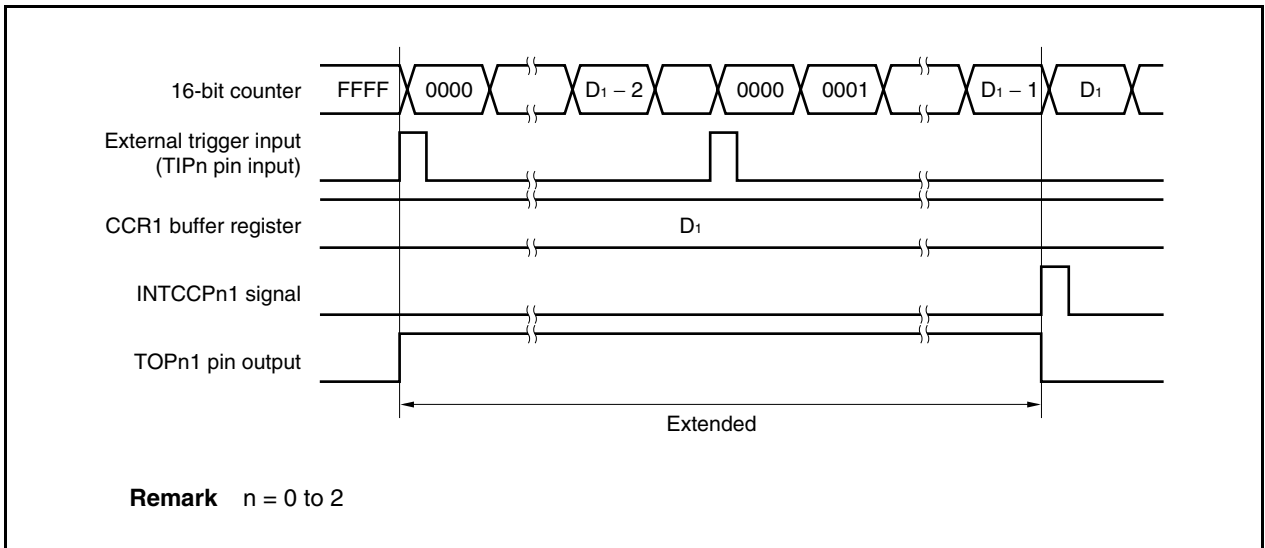 16-bit counter FFFF 0000 D1 − 2 0000 0001 D1 − 1 D1
External trigger input
(TIPn pin input)
CCR1 buffer register D1
INTCCPn1 signal
TOPn1 pin output
Extended
Remark n = 0 to 2